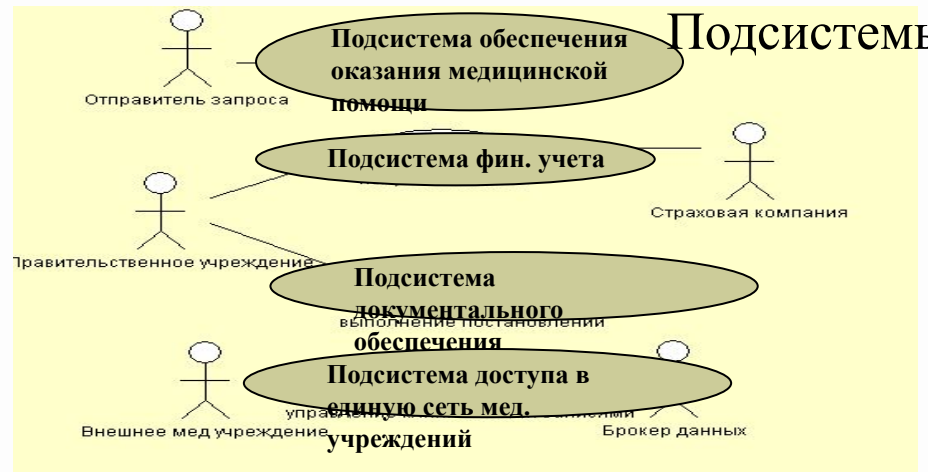 Подсистемы
Подсистема обеспечения
оказания медицинской
помощи
Отправитель запроса
Подсистема фин. учета
Страховая компания
Правительственное учреждение
Подсистема
документального
обеспечения
выполнение постановлений
Подсистема доступа в
единую сеть мед.
учреждений
Внешнее мед учреждение
Брокер данных